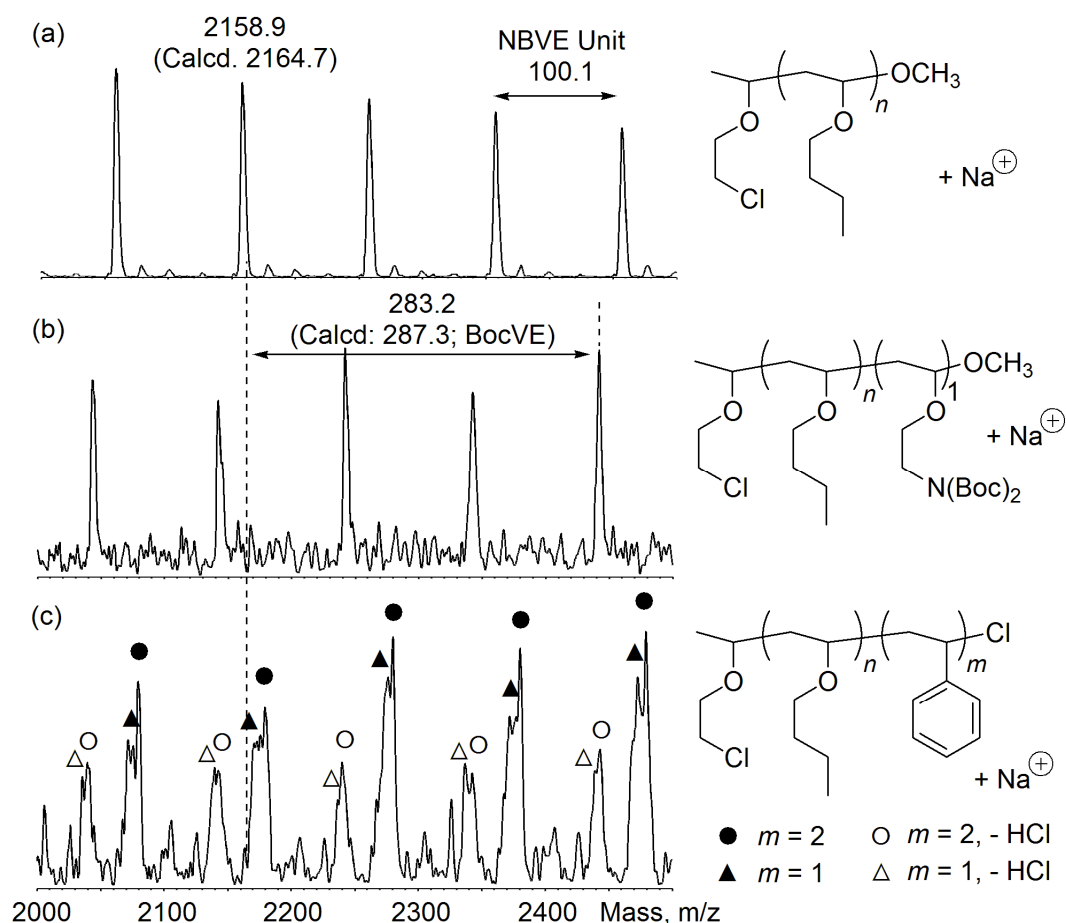 (a)
2158.9
(Calcd. 2164.7)
NBVE Unit
100.1
n
OCH3
O
O
Cl
+ Na⊕
(b)
283.2
(Calcd: 287.3; BocVE)
n
1
OCH3
O
O
O
+ Na⊕
Cl
N(Boc)2
(c)
n
m
Cl
O
O
Cl
+ Na⊕
● m = 2
○ m = 2, - HCl
▲ m = 1
△ m = 1, - HCl
2000 2100 2200 2300 2400 Mass, m/z